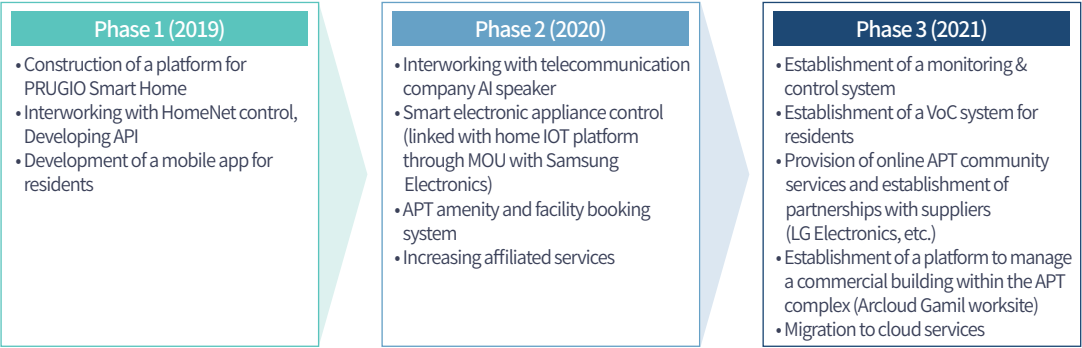 Phase 1 (2019)
• Construction of a platform for
PRUGIO Smart Home
• Interworking with HomeNet control,
Developing API
• Development of a mobile app for
residents
Phase 2 (2020)
• Interworking with telecommunication
company AI speaker
• Smart electronic appliance control
(linked with home IOT platform
through MOU with Samsung
Electronics)
• APT amenity and facility booking
system
• Increasing affiliated services
Phase 3 (2021)
• Establishment of a monitoring &
control system
• Establishment of a VoC system for
residents
• Provision of online APT community
services and establishment of
partnerships with suppliers
(LG Electronics, etc.)
• Establishment of a platform to manage
a commercial building within the APT
complex (Arcloud Gamil worksite)
• Migration to cloud services